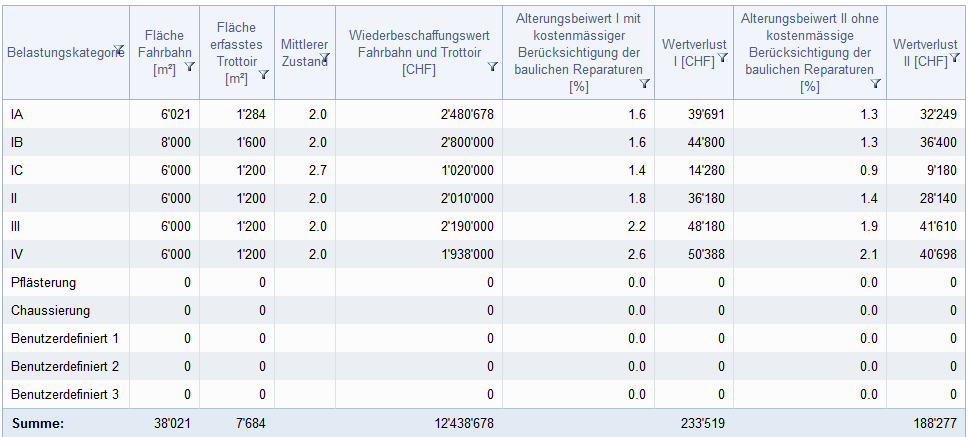 Belastungskategorie Fläche Fahrbahn [m²] Fläche erfasstes Trottoir [m²] Mittlerer Zustand Wiederbeschaffungswert Fahrbahn und Trottoir [CHF] Alterungsbeiwert I mit kostenmässiger Berücksichtigung der baulichen Reparaturen [%] Wertverlust I [CHF] Alterungsbeiwert II ohne kostenmässige Berücksichtigung der baulichen Reparaturen [%] Wertverlust II [CHF]
IA 6'021 1'284 2.0 2'480'678 1.6 39'691 1.3 32'249
IB 8'000 1'600 2.0 2'800'000 1.6 44'800 1.3 36'400
IC 6'000 1'200 2.7 1'020'000 1.4 14'280 0.9 9'180
II 6'000 1'200 2.0 2'010'000 1.8 36'180 1.4 28'140
III 6'000 1'200 2.0 2'190'000 2.2 48'180 1.9 41'610
IV 6'000 1'200 2.0 1'938'000 2.6 50'388 2.1 40'698
Pflästerung 0 0 0 0.0 0 0.0 0
Chaussierung 0 0 0 0.0 0 0.0 0
Benutzerdefiniert 1 0 0 0 0.0 0 0.0 0
Benutzerdefiniert 2 0 0 0 0.0 0 0.0 0
Benutzerdefiniert 3 0 0 0 0.0 0 0.0 0
Summe: 38'021 7'684 12'438'678 233'519 188'277